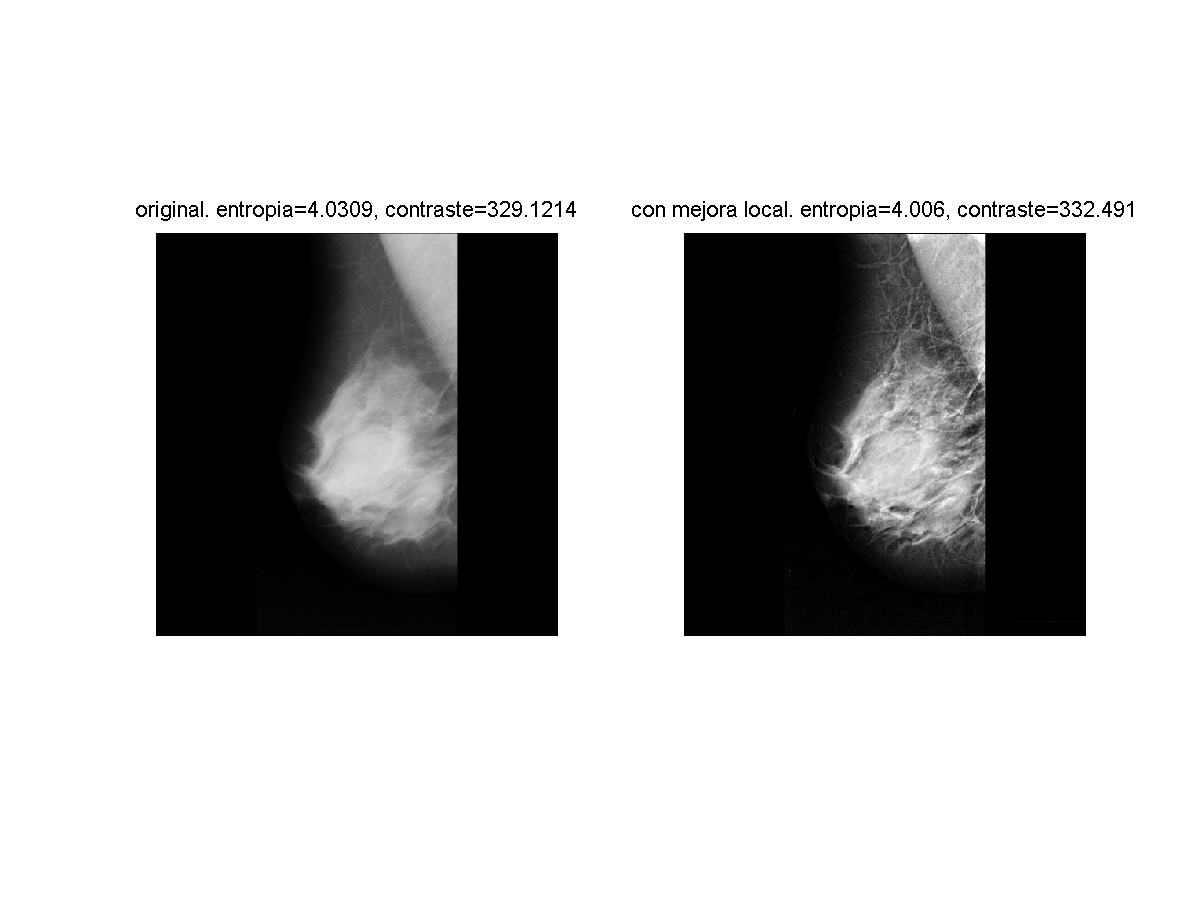 original. entropia=4.0309, contraste=329.1214
con mejora local. entropia=4.006, contraste=332.491